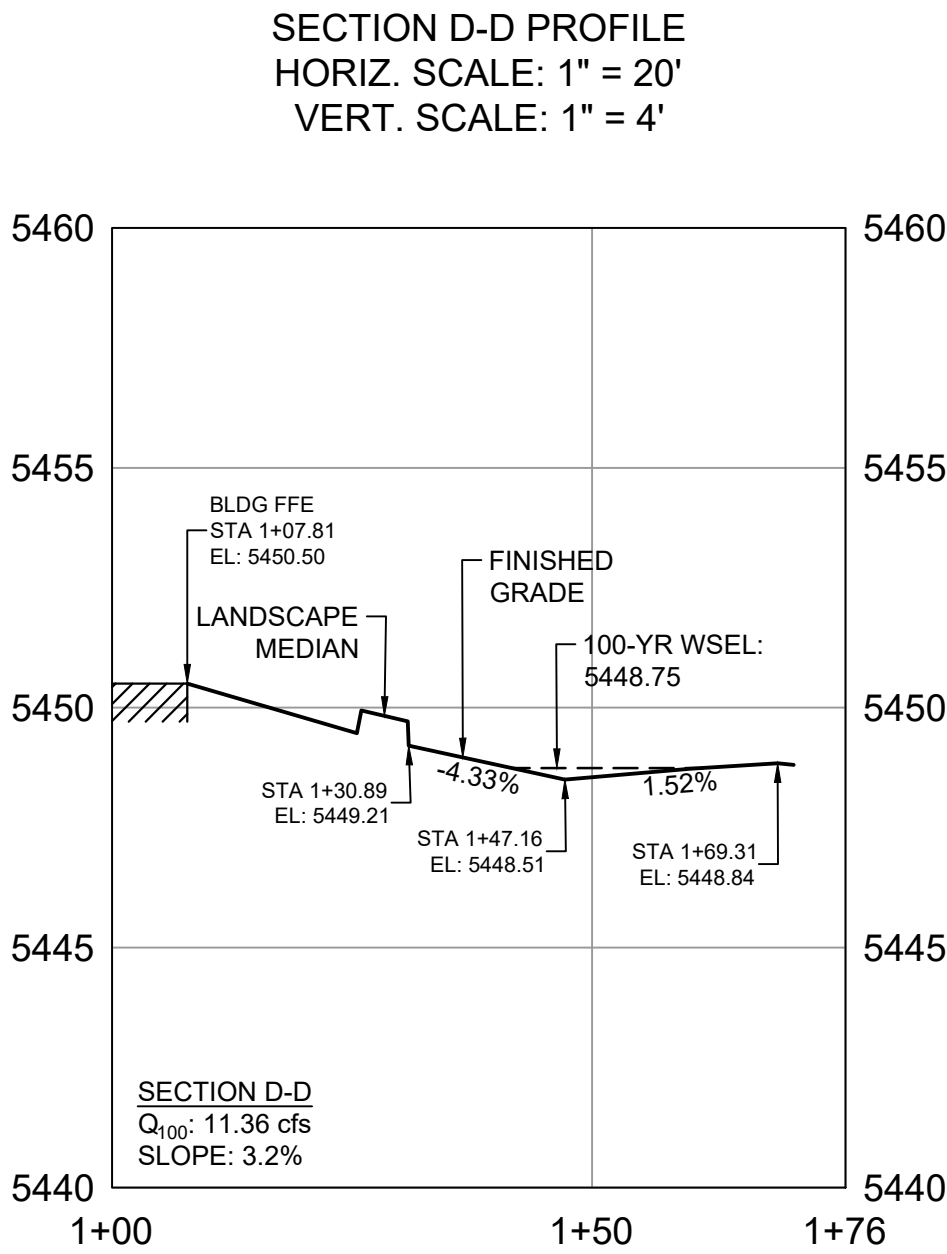 SECTION D-D PROFILE
HORIZ. SCALE: 1" = 20'
VERT. SCALE: 1" = 4'
5460
5460
5455
5455
BLDG FFE
STA 1+07.81
EL: 5450.50
FINISHED
GRADE
LANDSCAPE
MEDIAN
100-YR WSEL:
5448.75
5450
5450
-4.33%
1.52%
STA 1+30.89
EL: 5449.21
STA 1+47.16
EL: 5448.51
STA 1+69.31
EL: 5448.84
5445
5445
SECTION D-D
Q100: 11.36 cfs
SLOPE: 3.2%
5440
5440
1+00
1+50
1+76